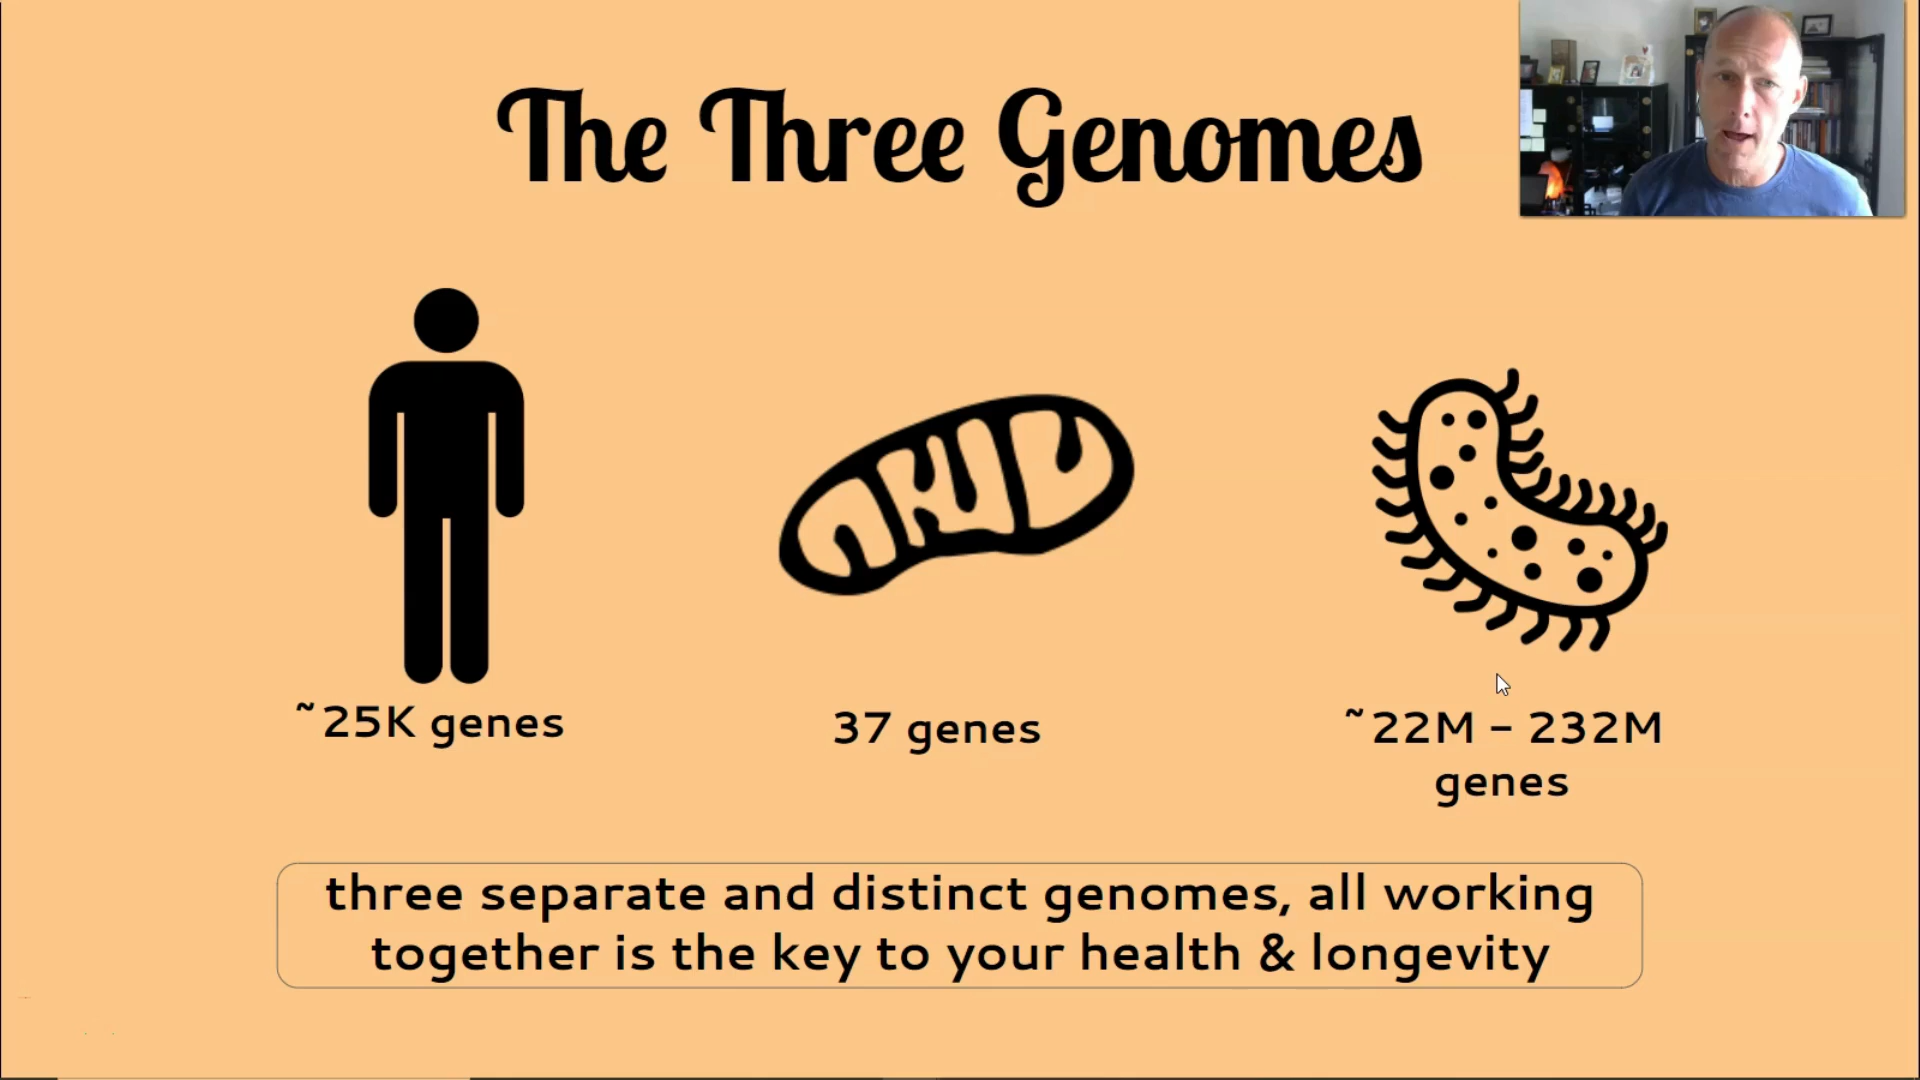 The Three Genomes
~25K genes
37 genes
~22M - 232M
genes
three separate and distinct genomes, all working
together is the key to your health & longevity